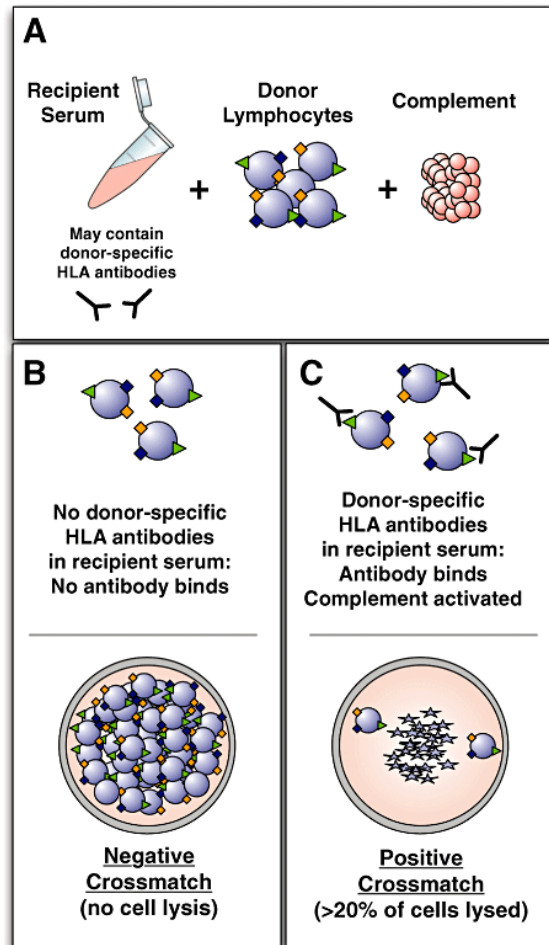 A
Recipient
Serum
Donor
Lymphocytes
Complement
+
+
May contain
donor-specific
HLA antibodies
B
No donor-specific
HLA antibodies
in recipient serum:
No antibody binds
Negative
Crossmatch
(no cell lysis)
C
Donor-specific
HLA antibodies
in recipient serum:
Antibody binds
Complement activated
Positive
Crossmatch
(>20% of cells lysed)